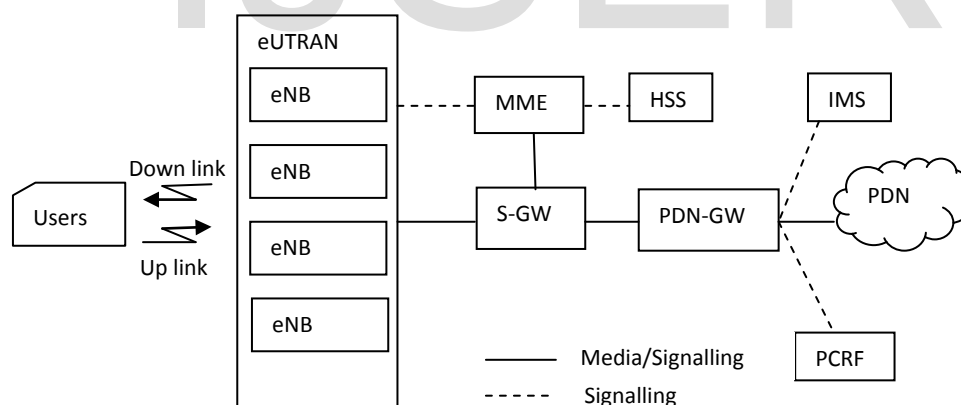 eUTRAN
eNB
MME
HSS
IMS
Down link
eNB
Users
S-GW
PDN-GW
PDN
eNB
Up link
eNB
Media/Signalling
PCRF
Signalling